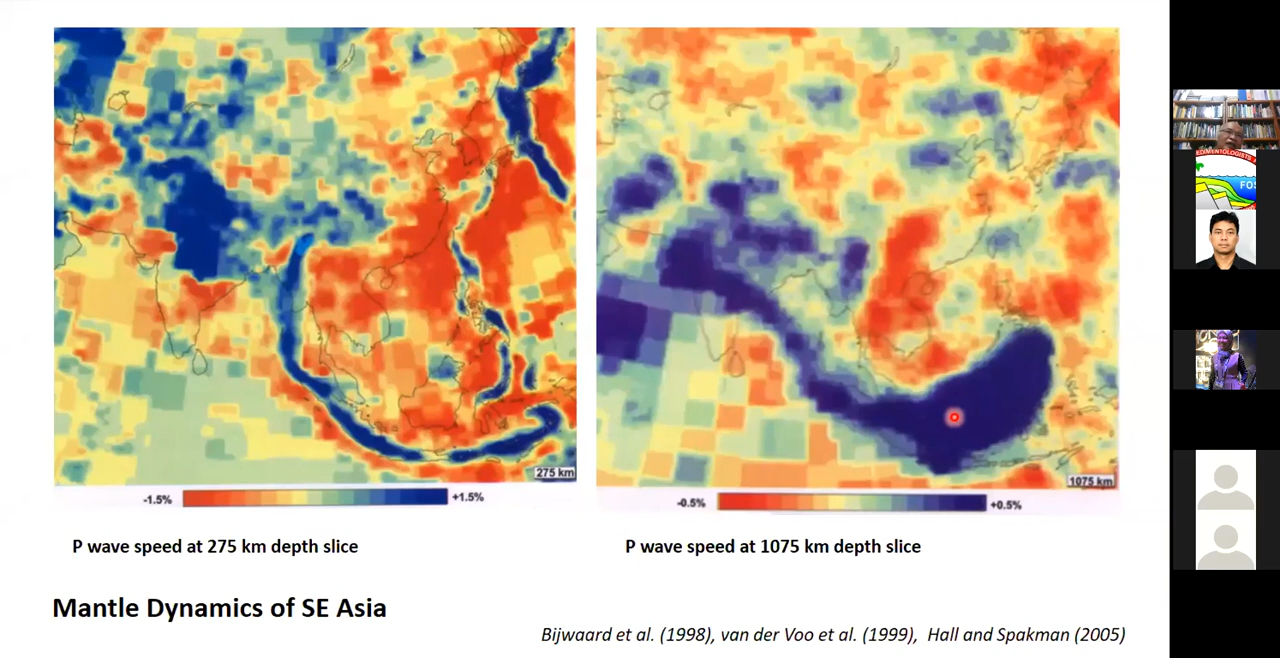 275 km
-1.5%
+1.5%
P wave speed at 275 km depth slice
1075 km
-0.5%
+0.5%
P wave speed at 1075 km depth slice
Mantle Dynamics of SE Asia
Bijwaard et al. (1998), van der Voo et al. (1999), Hall and Spakman (2005)
EDIMENTOLOGISTS
FOS